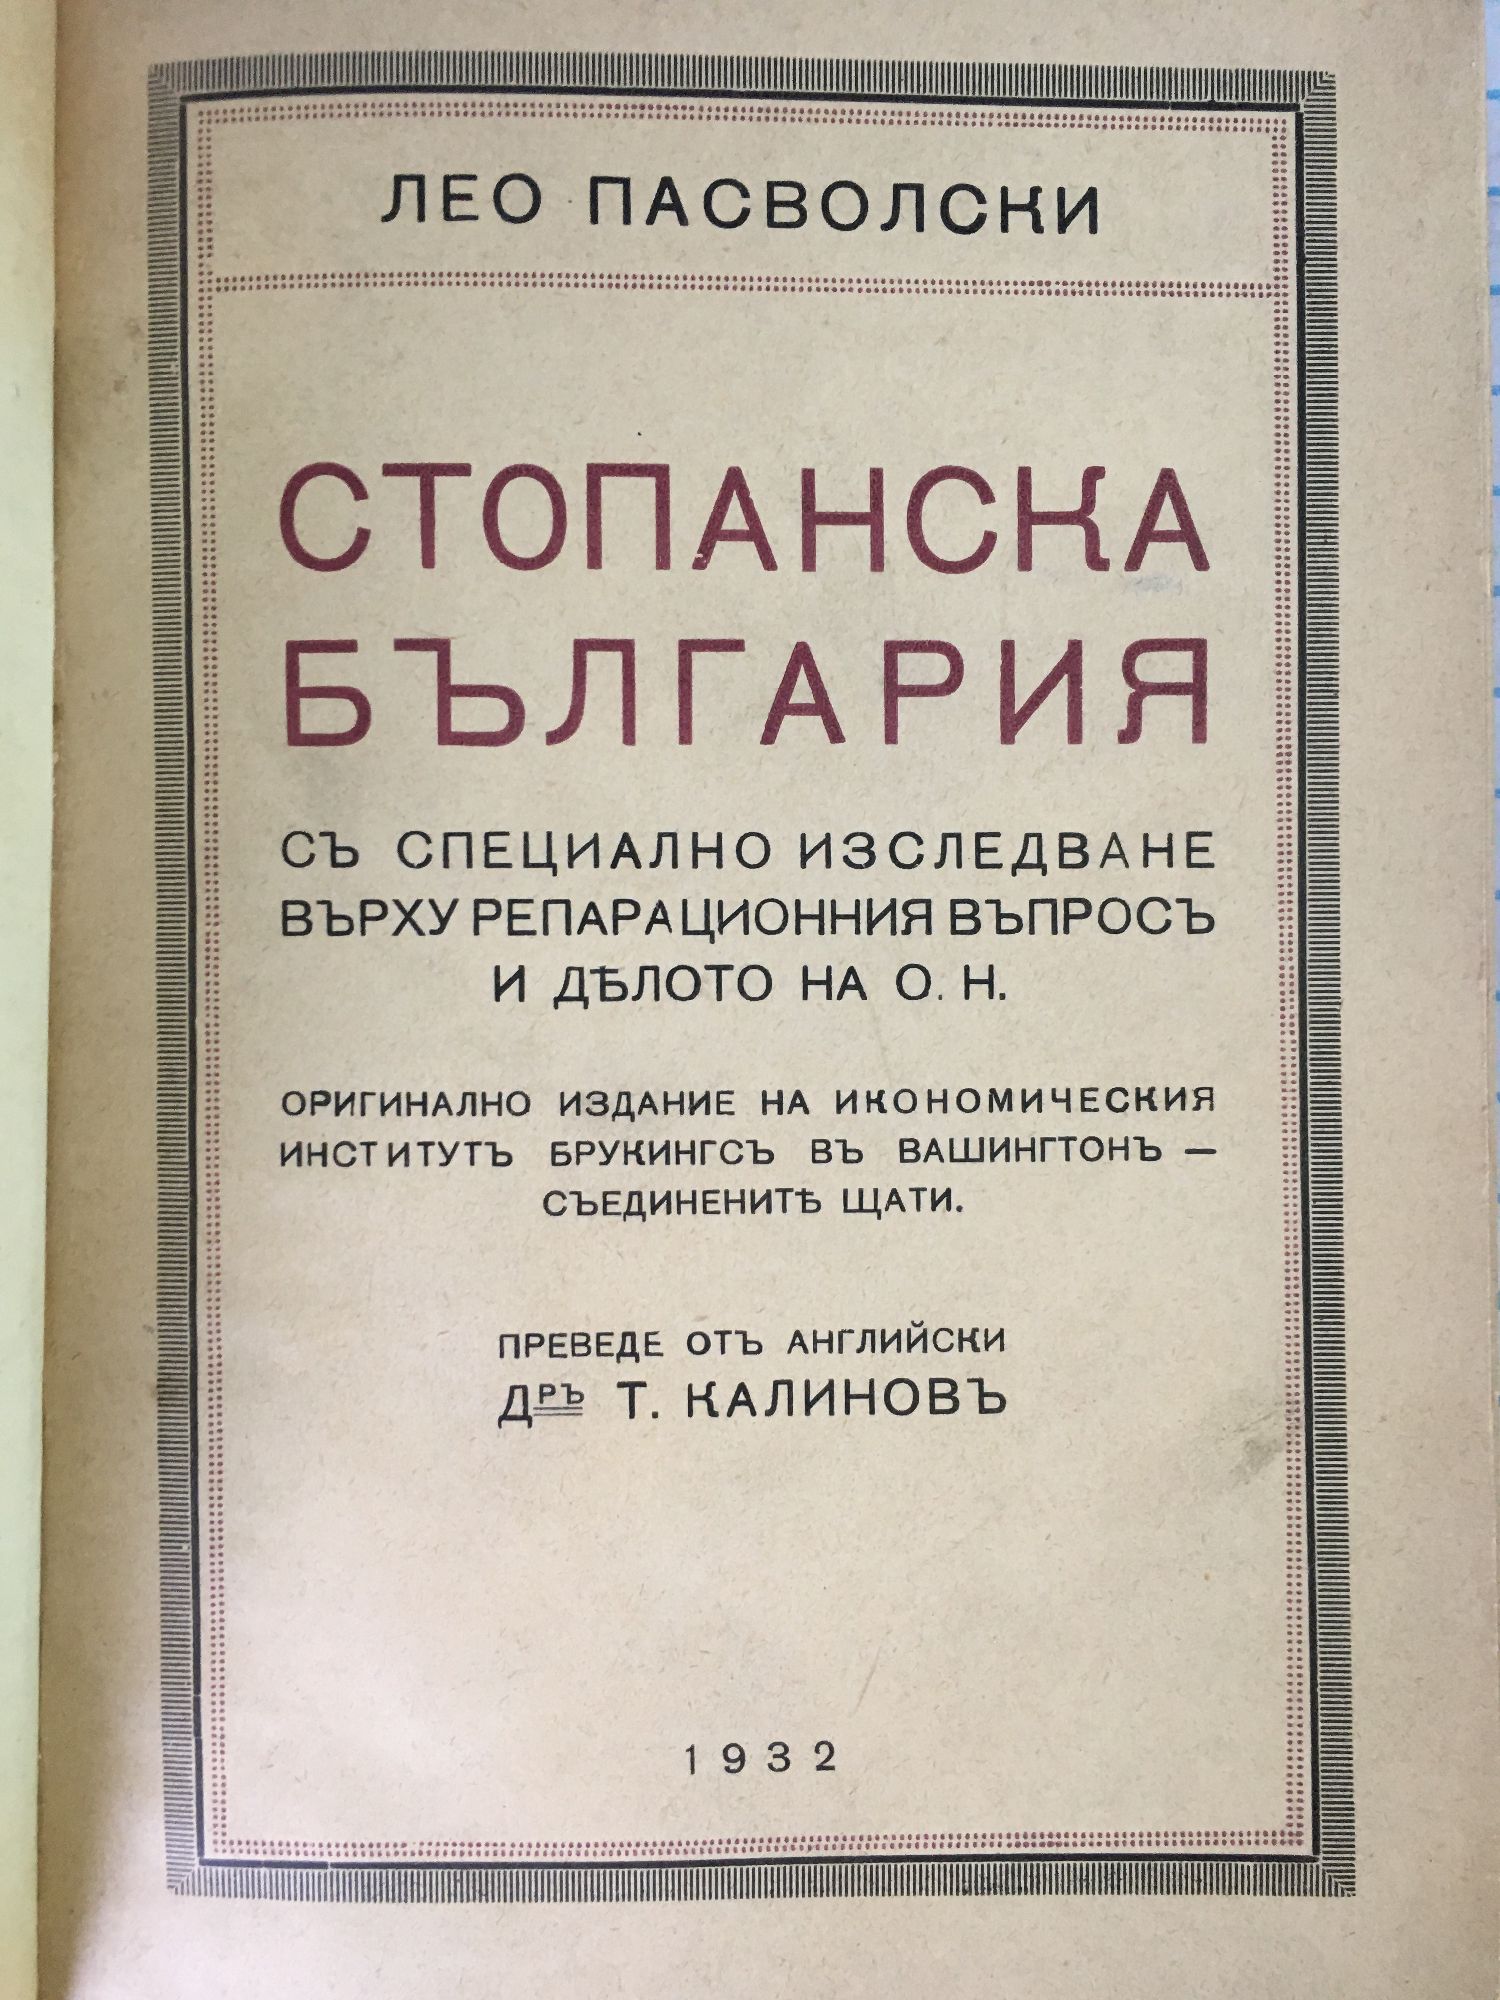 ЛЕО ПАСВОЛСКИ
СТОПАНСКА
БЪЛГАРИЯ
СЪ СПЕЦИАЛНО ИЗСЛЕДВАНЕ
ВЪРХУ РЕПАРАЦИОННИЯ ВЪПРОСЪ
И ДѢЛОТО НА О. Н.
ОРИГИНАЛНО ИЗДАНИЕ НА ИКОНОМИЧЕСКИЯ
ИНСТИТУТЪ БРУКИНГСЪ ВЪ ВАШИНГТОНЪ —
СЪЕДИНЕНИТѢ ЩАТИ.
ПРЕВЕДЕ ОТЪ АНГЛИЙСКИ
ДРЪ Т. КАЛИНОВЪ
1932